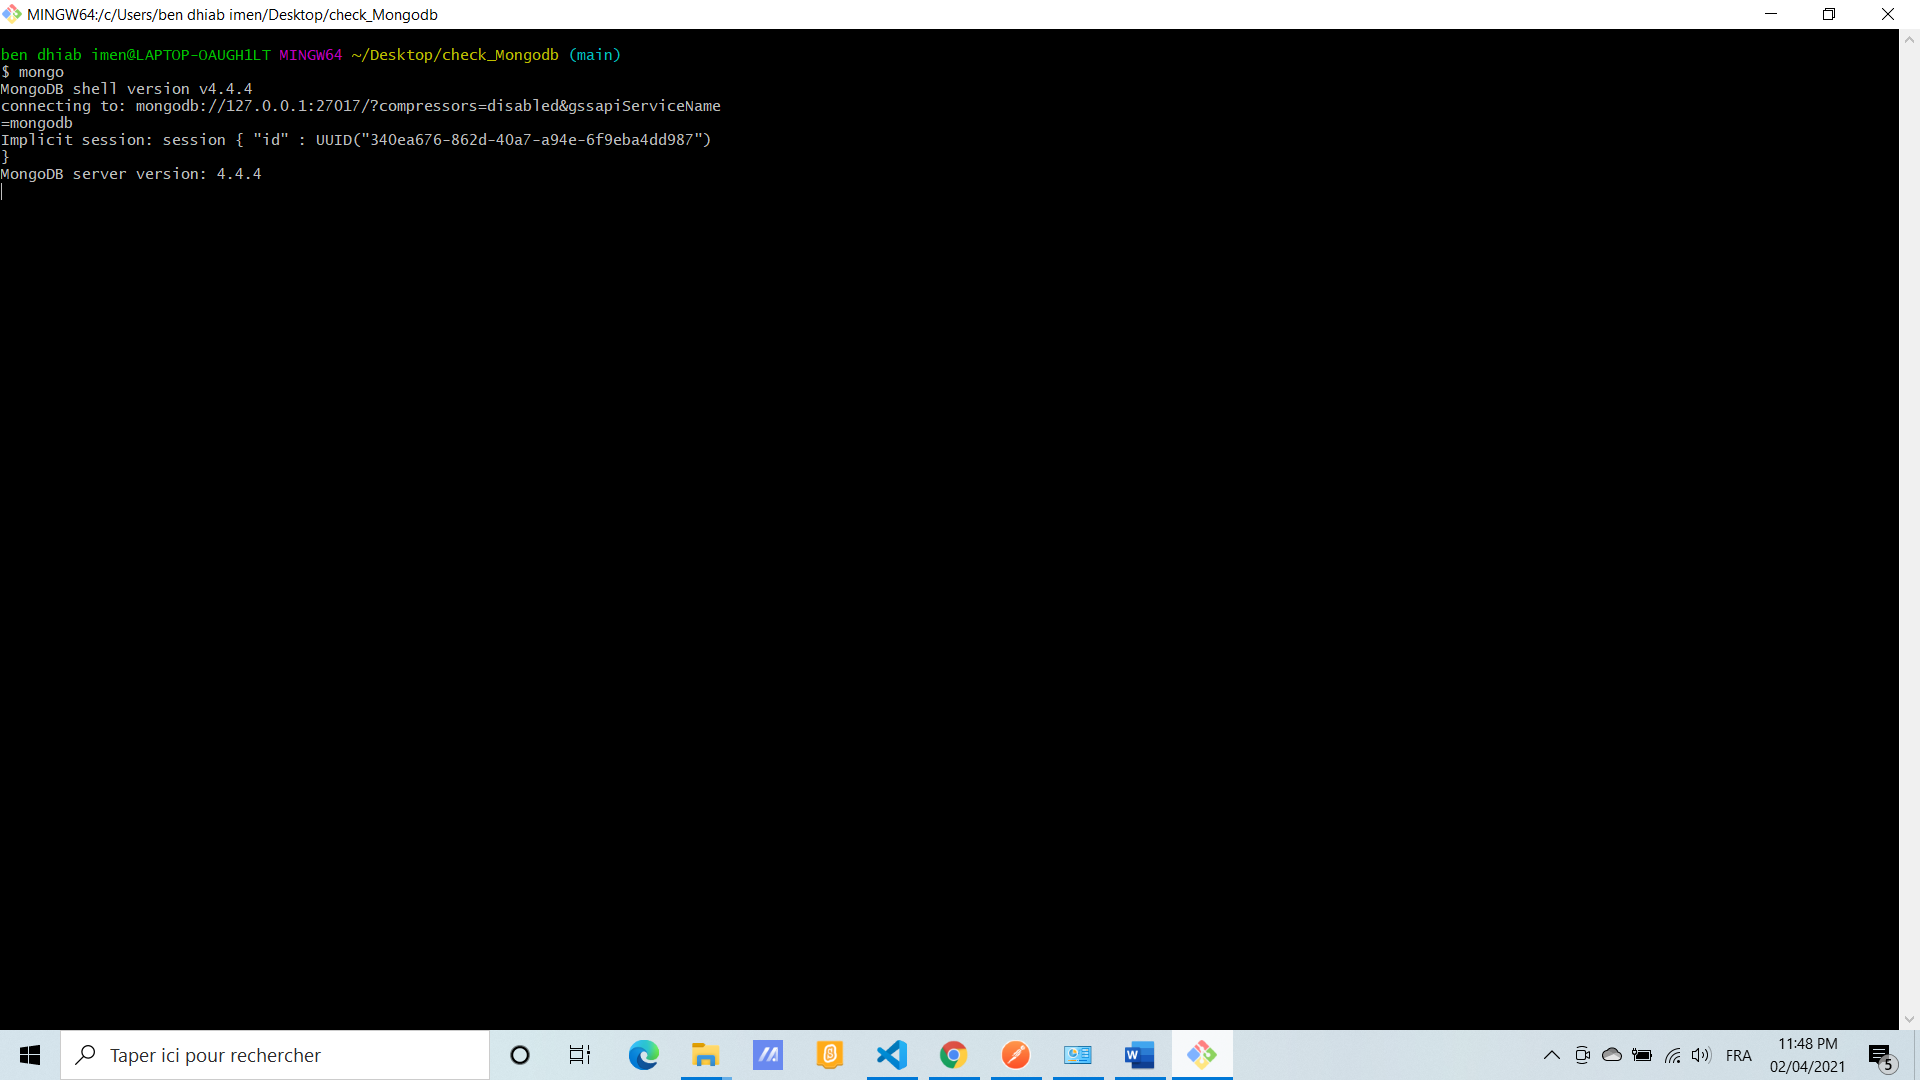 MINGW64:/c/Users/ben dhiab imen/Desktop/check_Mongodb
ben dhiab imen@LAPTOP-OAUGH1LT MINGW64 ~/Desktop/check_Mongodb (main)
$ mongo
MongoDB shell version v4.4.4
connecting to: mongodb://127.0.0.1:27017/?compressors=disabled&gssapiServiceName
=mongodb
Implicit session: session { "id" : UUID("340ea676-862d-40a7-a94e-6f9eba4dd987")
}
MongoDB server version: 4.4.4
Taper ici pour rechercher
FRA
11:48 PM
02/04/2021
5